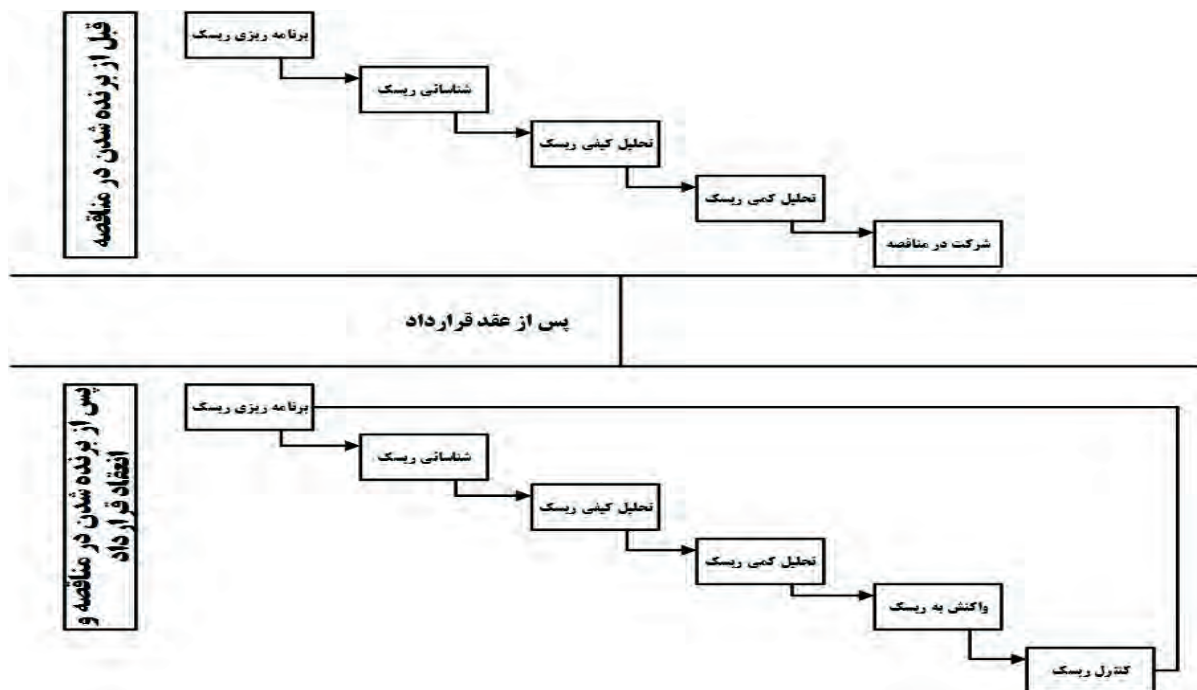 قبل از برنده شدن در مناقصه
برنامه ریزی ریسک
شناسائی ریسک
تحلیل کیفی ریسک
تحلیل کمی ریسک
شرکت در مناقصه
پس از عقد قرارداد
پس از برنده شدن در مناقصه و
انعقاد قرارداد
برنامه ریزی ریسک
شناسائی ریسک
تحلیل کیفی ریسک
تحلیل کمی ریسک
واکنش به ریسک
کنترل ریسک